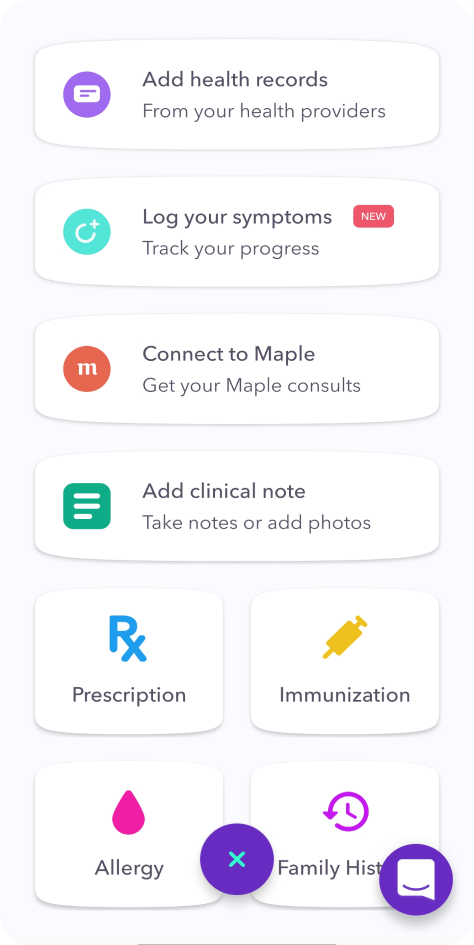 Add health records
From your health providers
Log your symptoms NEW
Track your progress
m
Connect to Maple
Get your Maple consults
Add clinical note
Take notes or add photos
Rx
Prescription
Immunization
Allergy
Family Hist